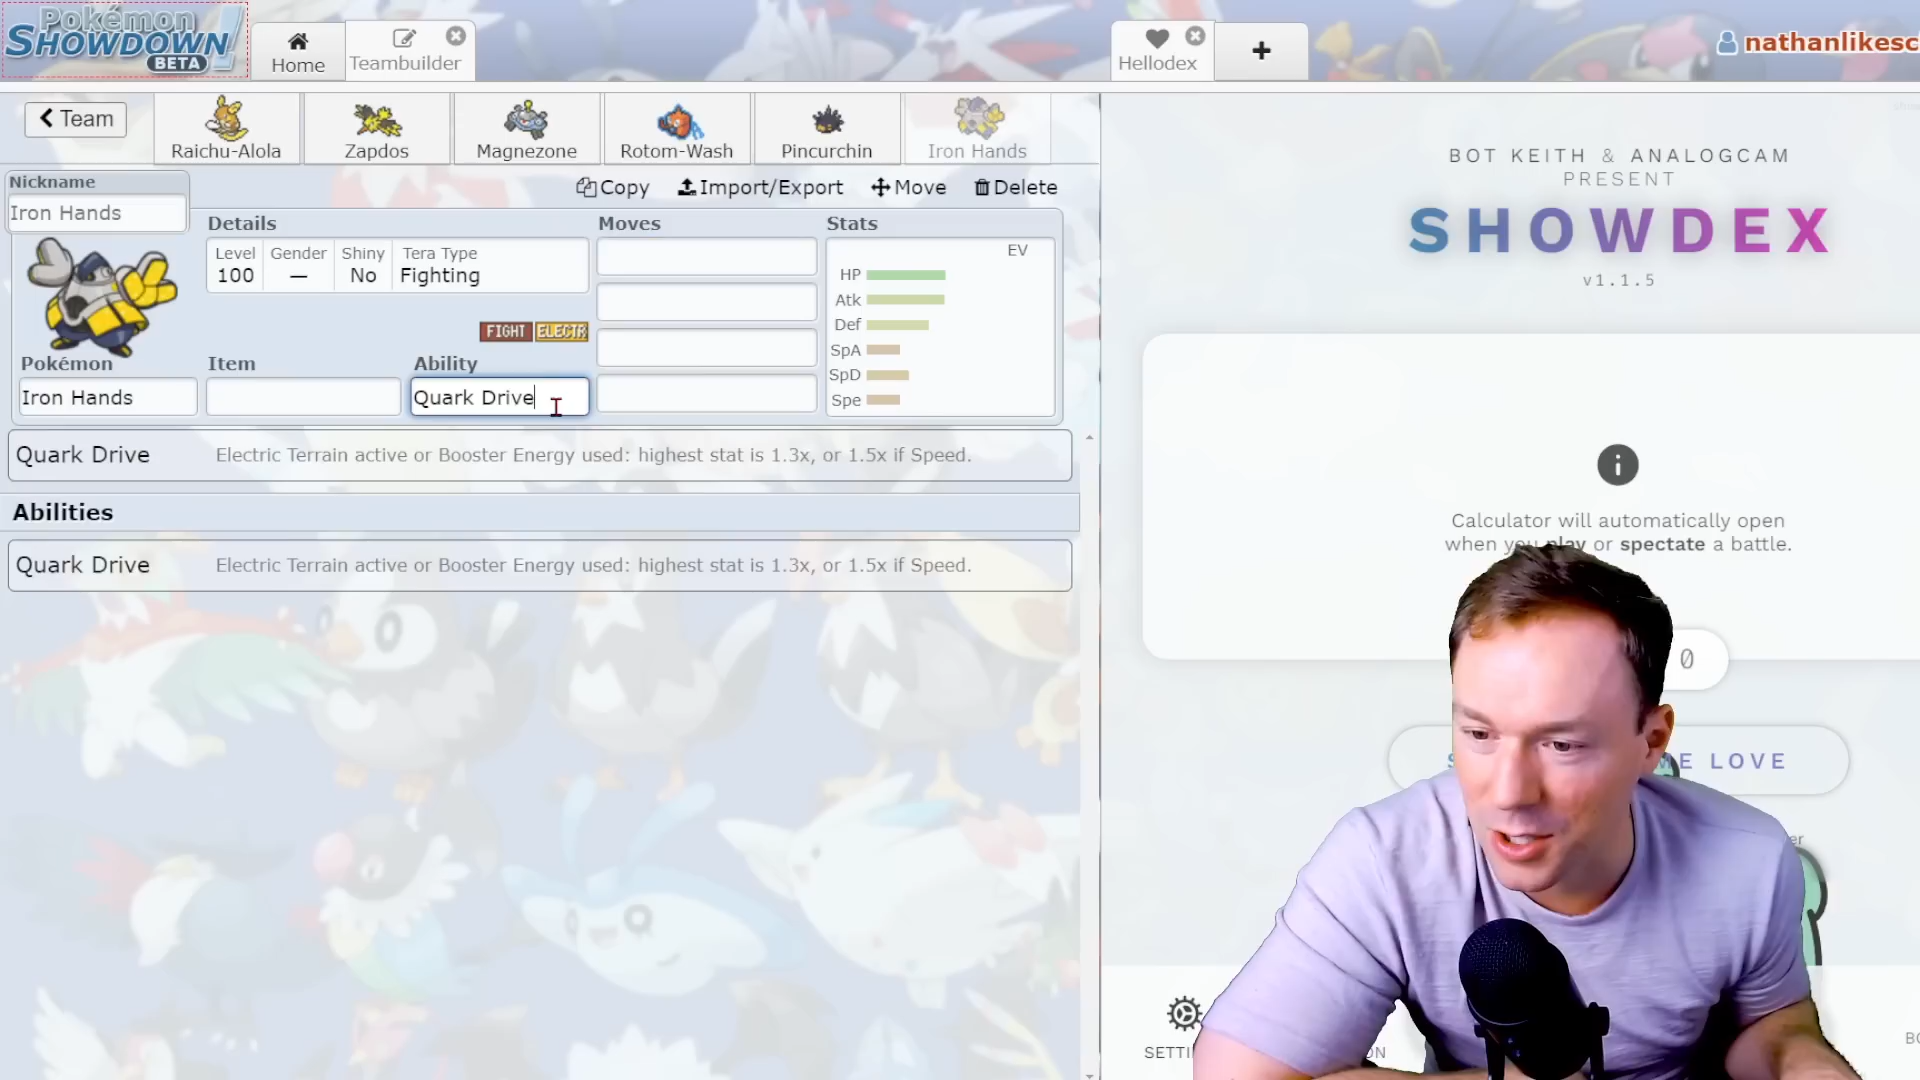 Pokémon
SHOWDOWN!
BETA
Home
Teambuilder
Hellodex
+
nathanlikesc
Team
Raichu-Alola
Zapdos
Magnezone
Rotom-Wash
Pincurchin
Iron Hands
Copy
Import/Export
Move
Delete
Nickname
Iron Hands
Details
Level
100
Gender
—
Shiny
No
Tera Type
Fighting
FIGHT
ELECTR
Pokémon
Iron Hands
Item
Ability
Quark Drive
Moves
Stats
EV
HP
Atk
Def
SpA
SpD
Spe
Quark Drive
Electric Terrain active or Booster Energy used: highest stat is 1.3x, or 1.5x if Speed.
Abilities
Quark Drive
Electric Terrain active or Booster Energy used: highest stat is 1.3x, or 1.5x if Speed.
BOT KEITH & ANALOGCAM
PRESENT
SHOWDEX
v1.1.5
Calculator will automatically open
when you play or spectate a battle.
0
LOVE